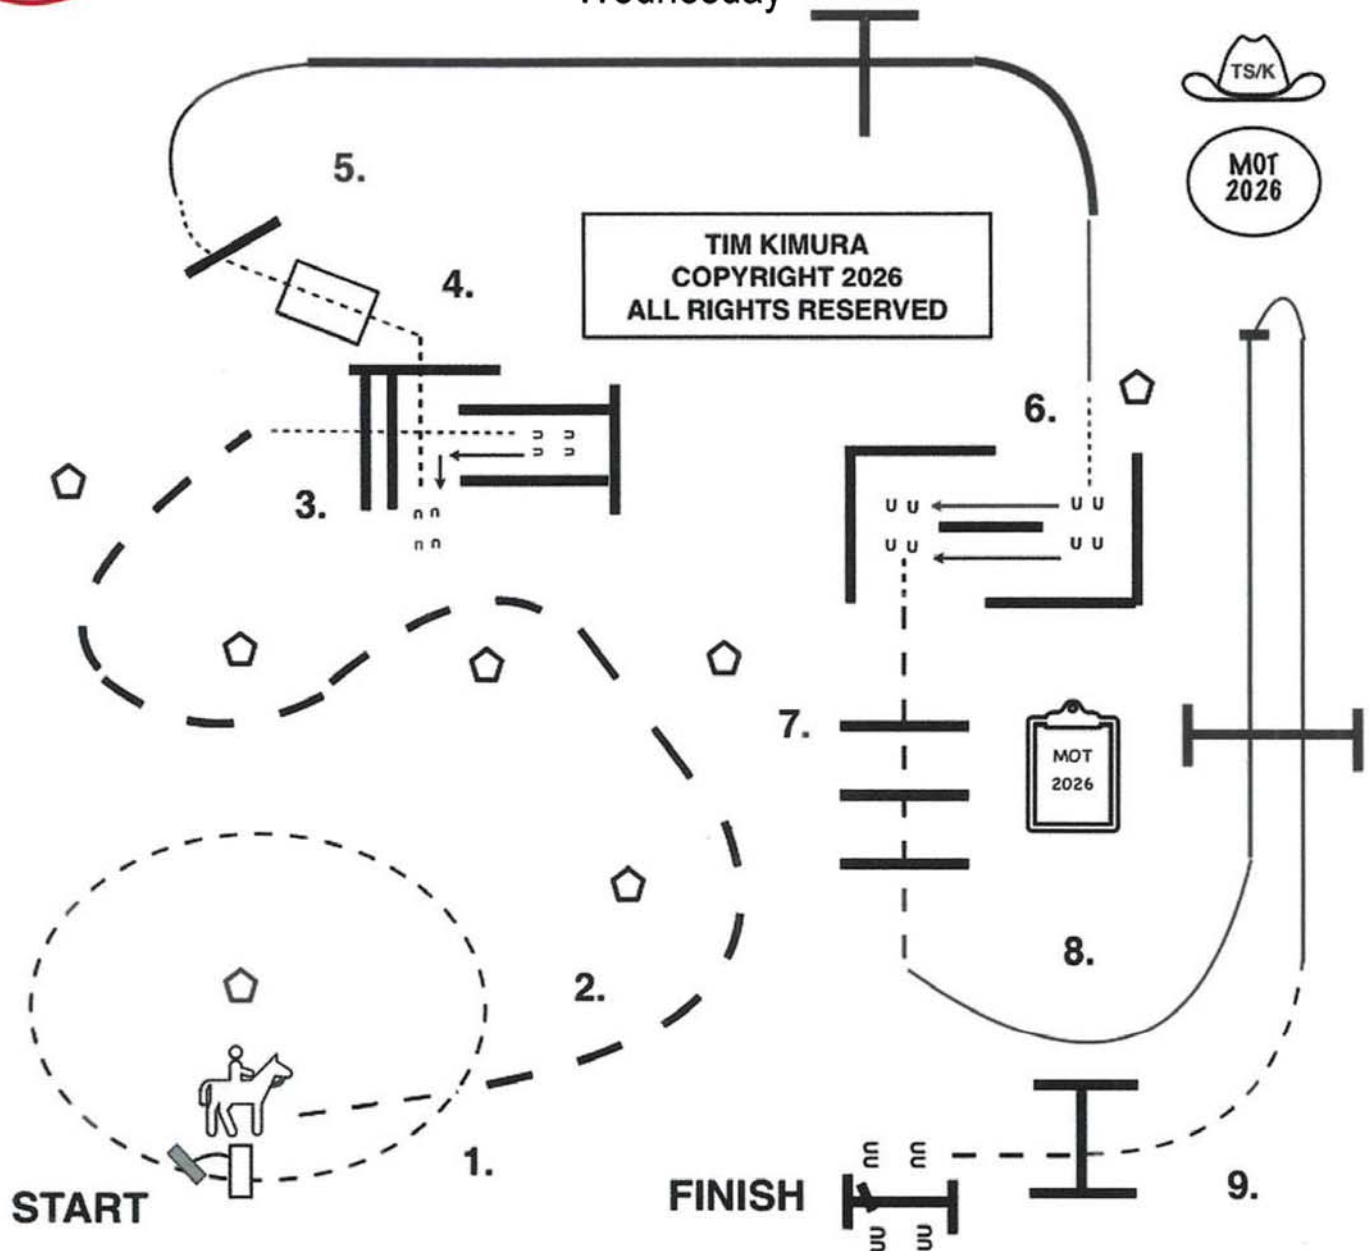 Wednesday
TS/K
MOT
2026
5.
TIM KIMURA
COPYRIGHT 2026
ALL RIGHTS RESERVED
4.
6.
3.
7.
MOT
2026
8.
2.
1.
START
FINISH
9.